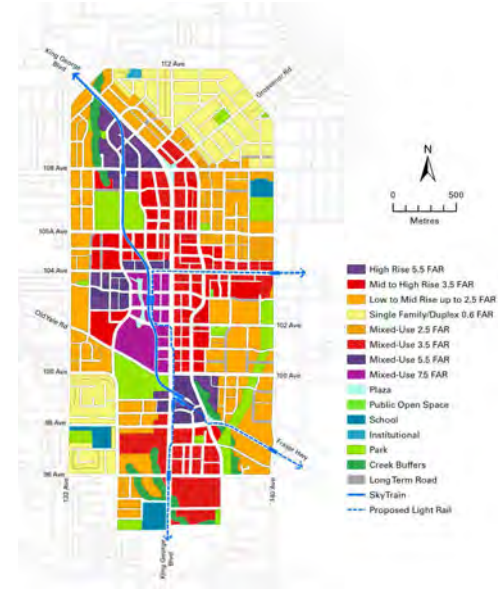 King George
Blvd
112 Ave
Grosvenor Rd
108 Ave
105A Ave
104 Ave
Old Yale Rd
102 Ave
100 Ave
100 Ave
98 Ave
96 Ave
Fraser Hwy
132 Ave
140 Ave
King George
Blvd
N
0 500
Metres
High Rise 5.5 FAR
Mid to High Rise 3.5 FAR
Low to Mid Rise up to 2.5 FAR
Single Family/Duplex 0.6 FAR
Mixed-Use 2.5 FAR
Mixed-Use 3.5 FAR
Mixed-Use 5.5 FAR
Mixed-Use 7.5 FAR
Plaza
Public Open Space
School
Institutional
Park
Creek Buffers
Long Term Road
SkyTrain
Proposed Light Rail